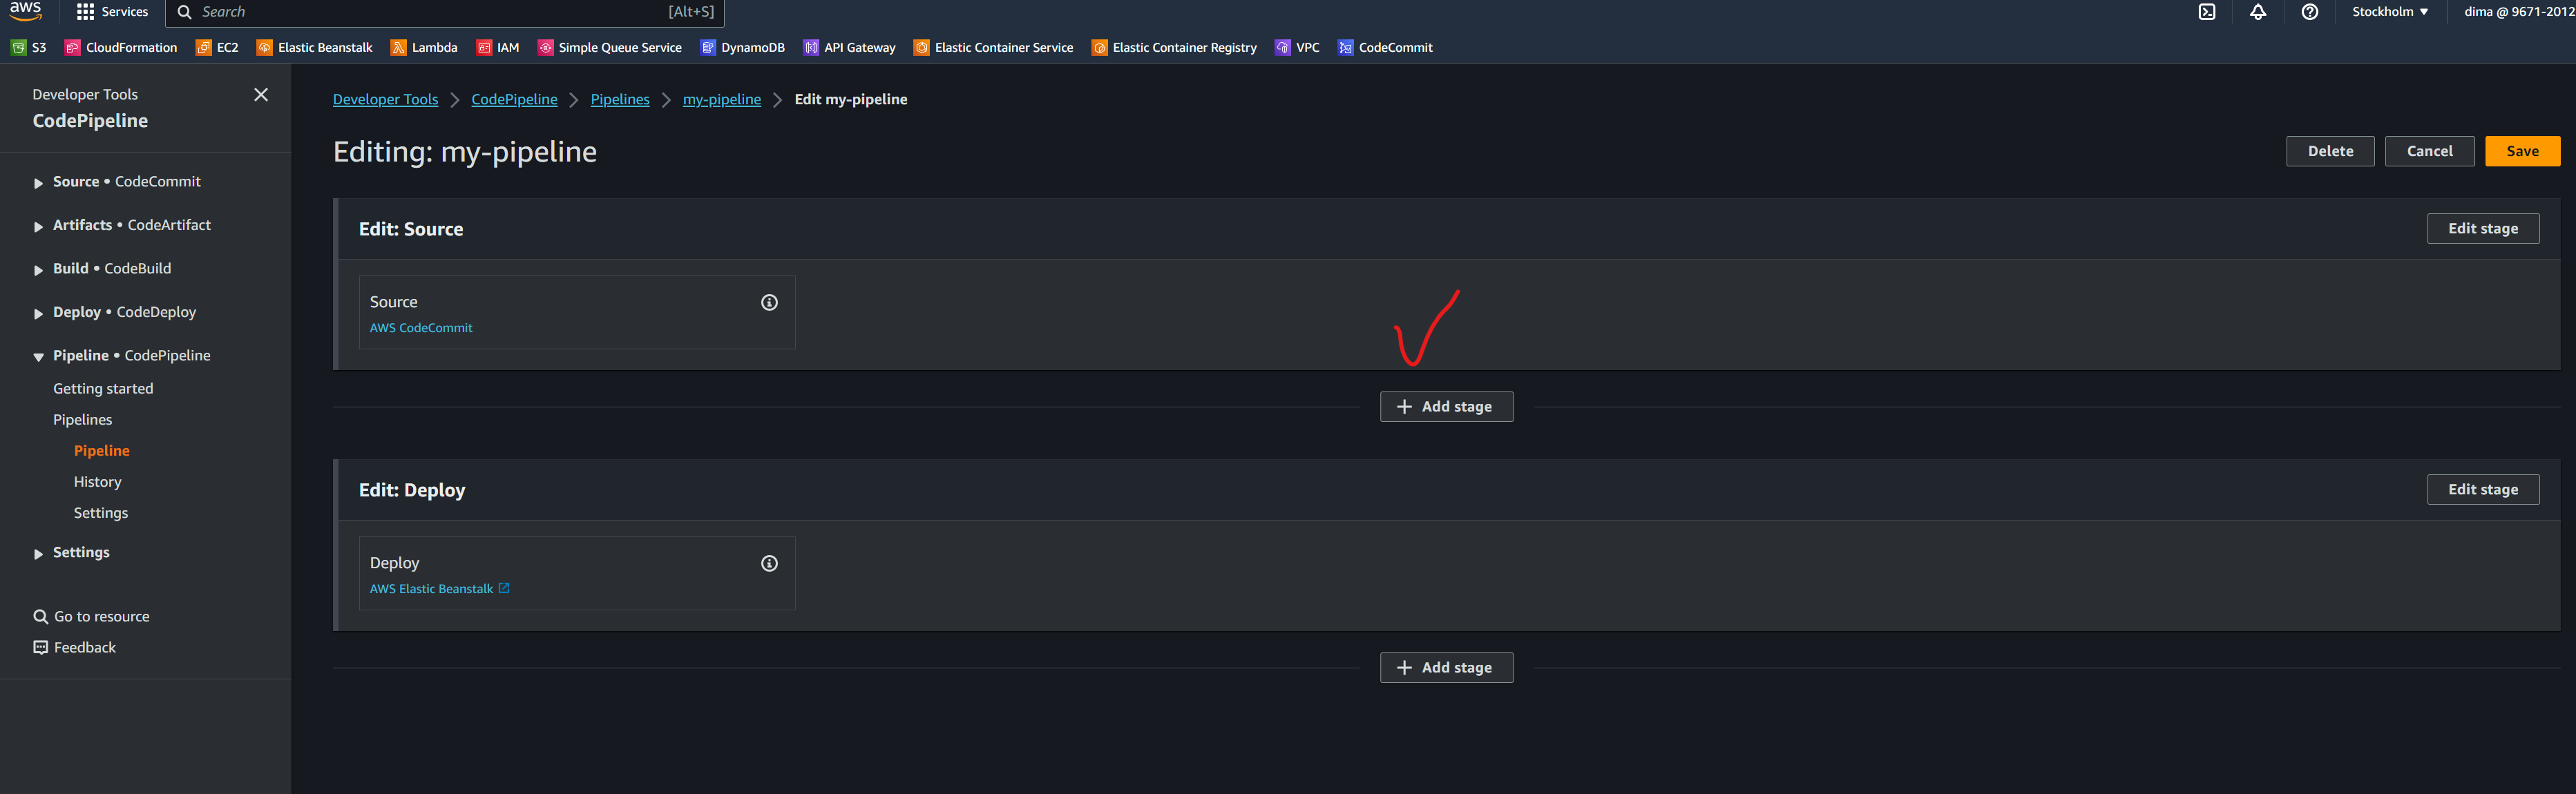 aws Services Search [Alt+S] Stockholm dima @ 9671-2012
S3 CloudFormation EC2 Elastic Beanstalk Lambda IAM Simple Queue Service DynamoDB API Gateway Elastic Container Service Elastic Container Registry VPC CodeCommit
Developer Tools
CodePipeline
Source • CodeCommit
Artifacts • CodeArtifact
Build • CodeBuild
Deploy • CodeDeploy
Pipeline • CodePipeline
Getting started
Pipelines
Pipeline
History
Settings
Settings
Go to resource
Feedback
Developer Tools > CodePipeline > Pipelines > my-pipeline > Edit my-pipeline
Editing: my-pipeline
Delete Cancel Save
Edit: Source
Edit stage
Source
AWS CodeCommit
+ Add stage
Edit: Deploy
Edit stage
Deploy
AWS Elastic Beanstalk
+ Add stage